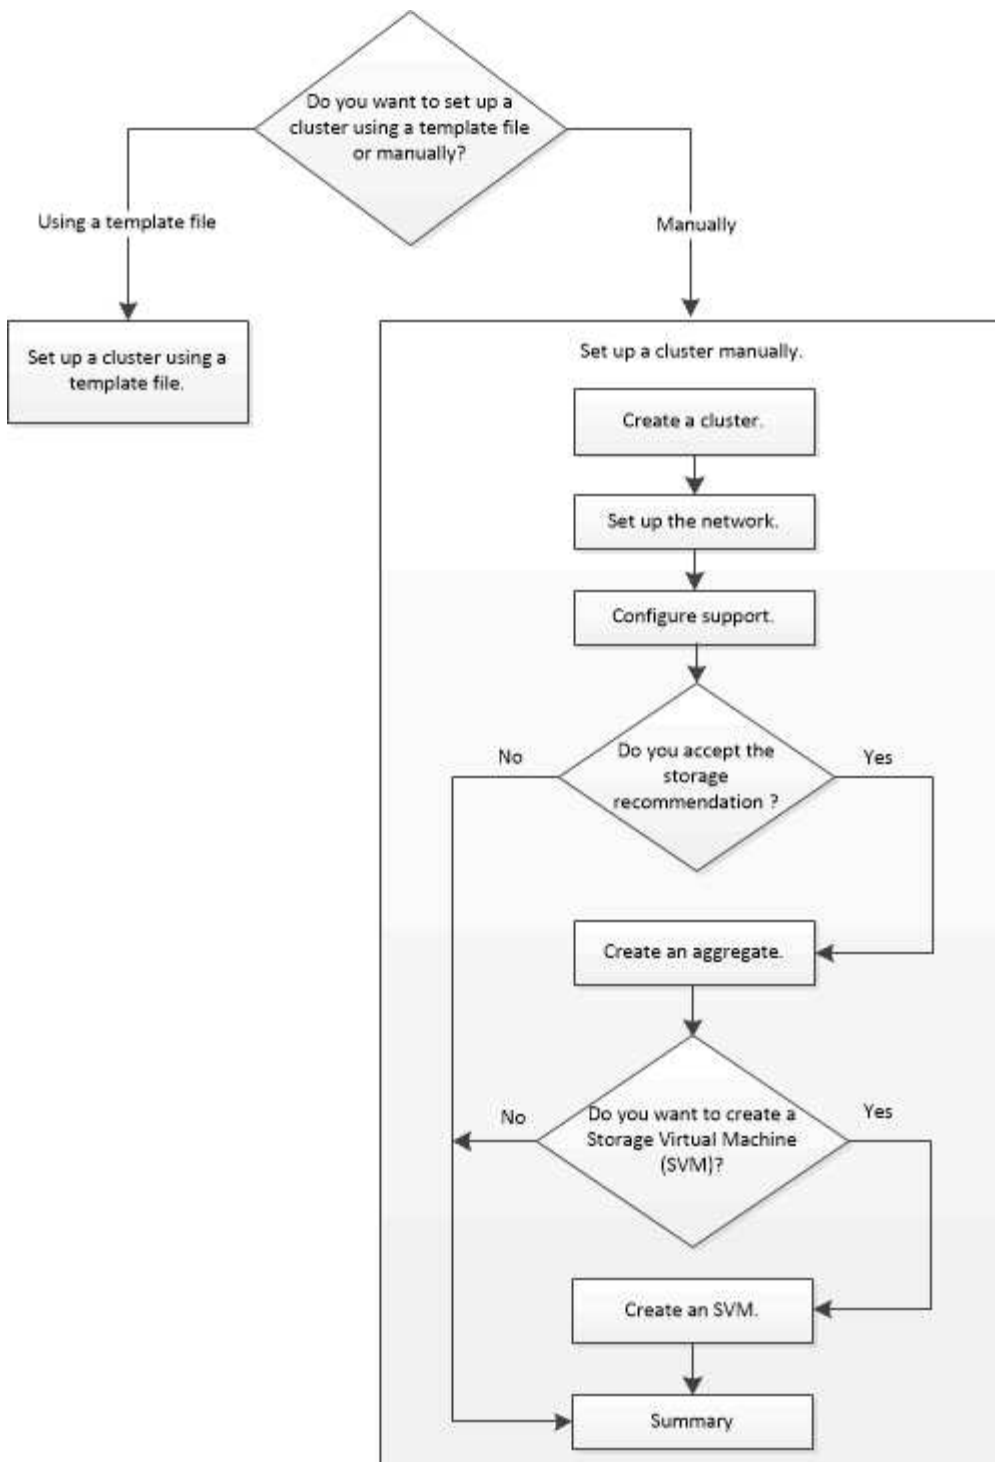 Do you want to set up a
cluster using a template file
or manually?
Using a template file
Manually
Set up a cluster using a
template file.
Set up a cluster manually.
Create a cluster.
Set up the network.
Configure support.
No
Do you accept the
storage
recommendation ?
Yes
Create an aggregate.
No
Do you want to create a
Storage Virtual Machine
(SVM)?
Yes
Create an SVM.
Summary